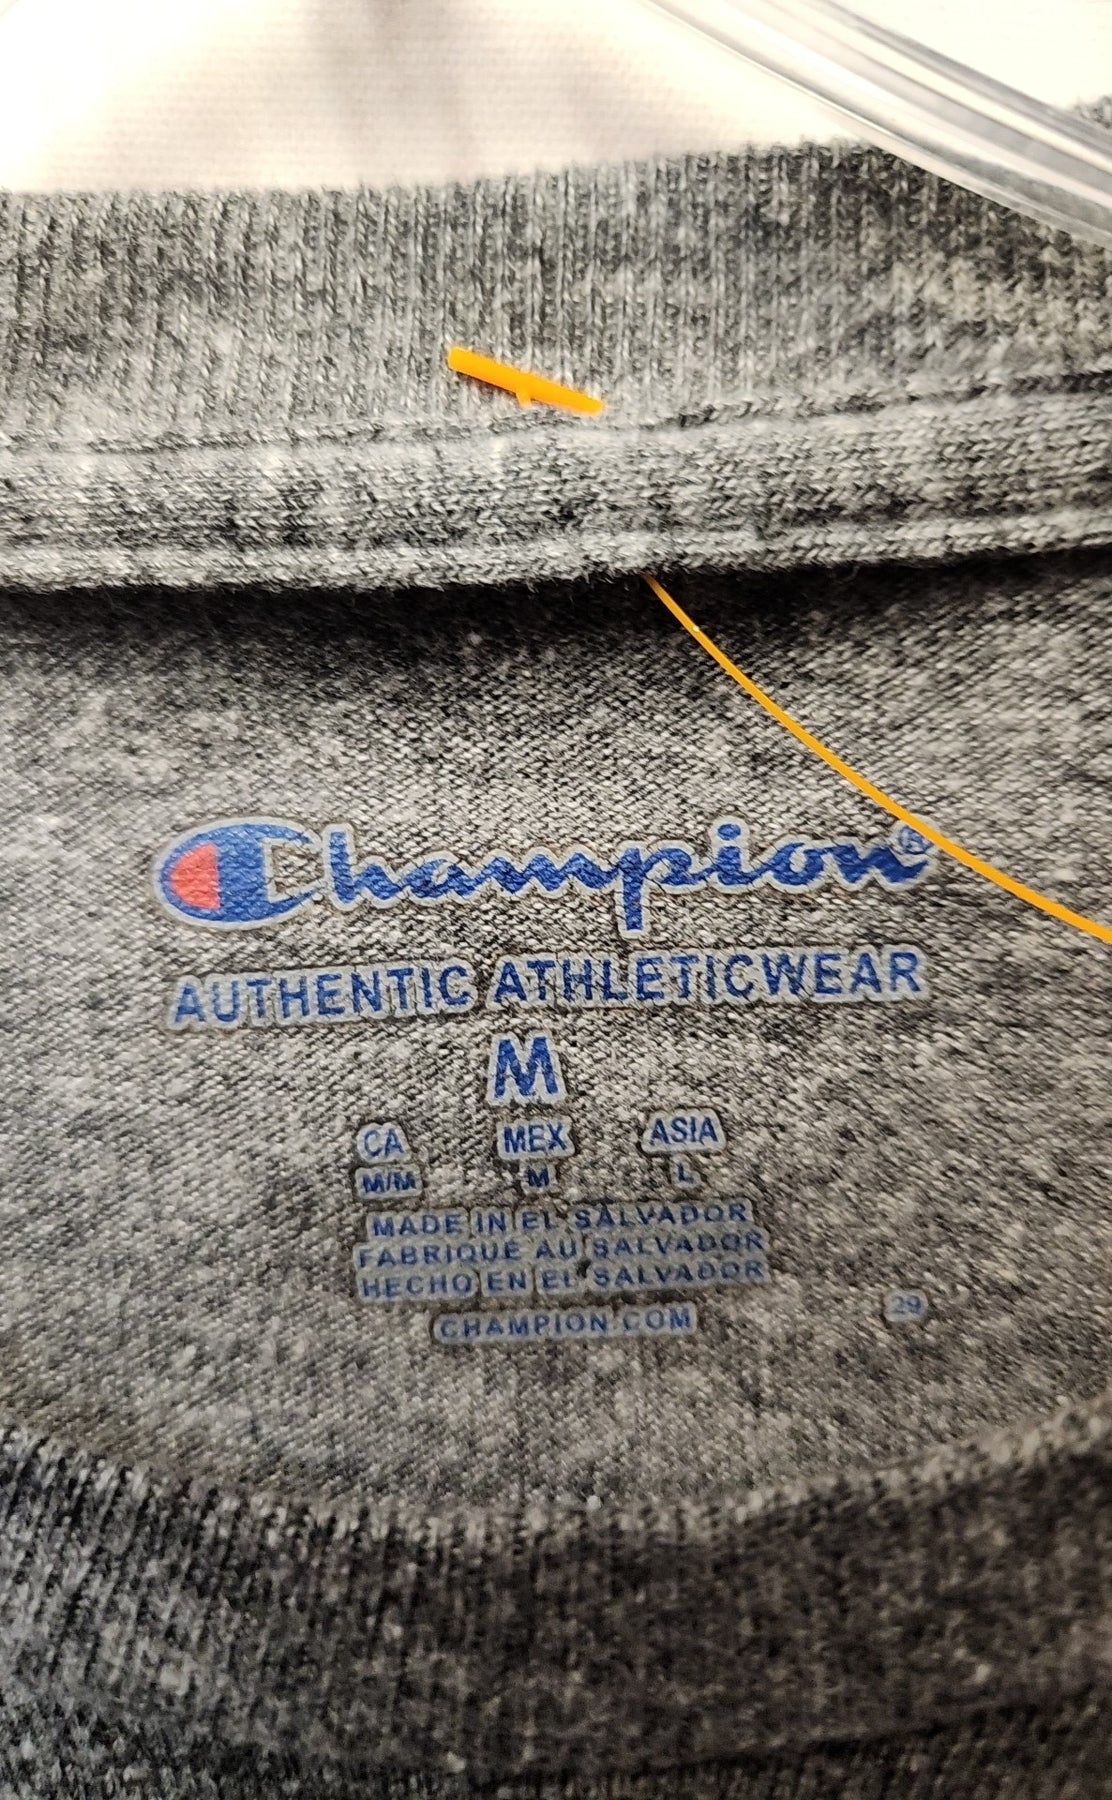 Champion®
AUTHENTIC ATHLETICWEAR
M
CA MEX ASIA
M/M M L
MADE IN EL SALVADOR
FABRIQUE AU SALVADOR
HECHO EN EL SALVADOR
CHAMPION.COM
29